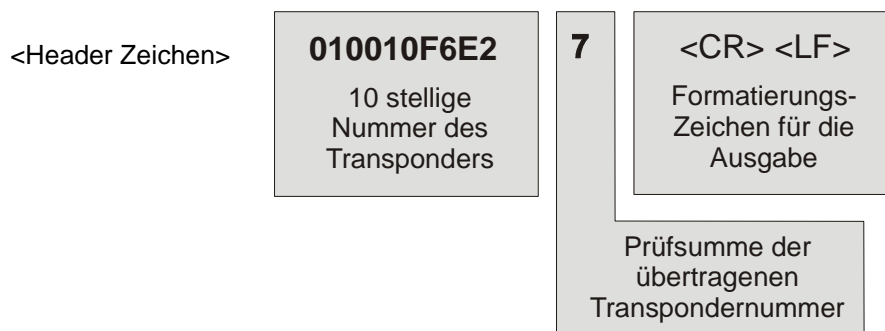 <Header Zeichen>
010010F6E2
10 stellige
Nummer des
Transponders
7
<CR> <LF>
Formatierungs-
Zeichen für die
Ausgabe
Prüfsumme der
übertragenen
Transpondernummer